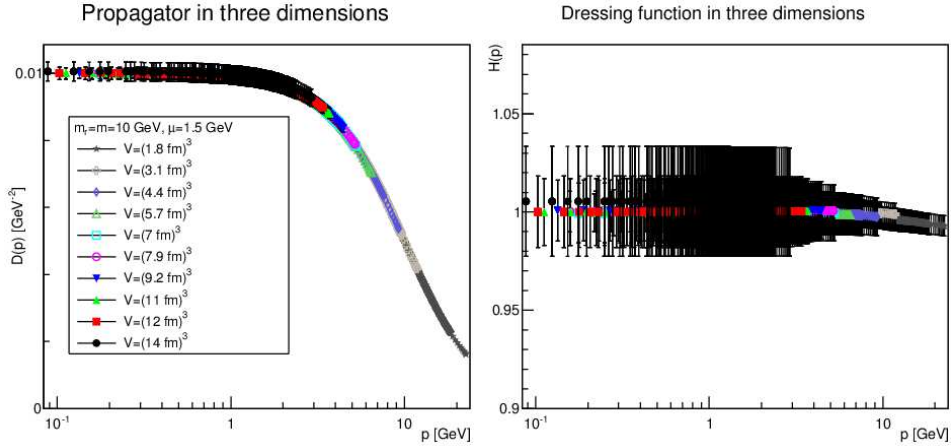 Propagator in three dimensions
D(p) [GeV⁻²]
0.01
0
mᵣ=m=10 GeV, μ=1.5 GeV
V=(1.8 fm)³
V=(3.1 fm)³
V=(4.4 fm)³
V=(5.7 fm)³
V=(7 fm)³
V=(7.9 fm)³
V=(9.2 fm)³
V=(11 fm)³
V=(12 fm)³
V=(14 fm)³
10⁻¹ 1 10
p [GeV]
Dressing function in three dimensions
H(p)
1.05
1
0.95
0.9
10⁻¹ 1 10
p [GeV]